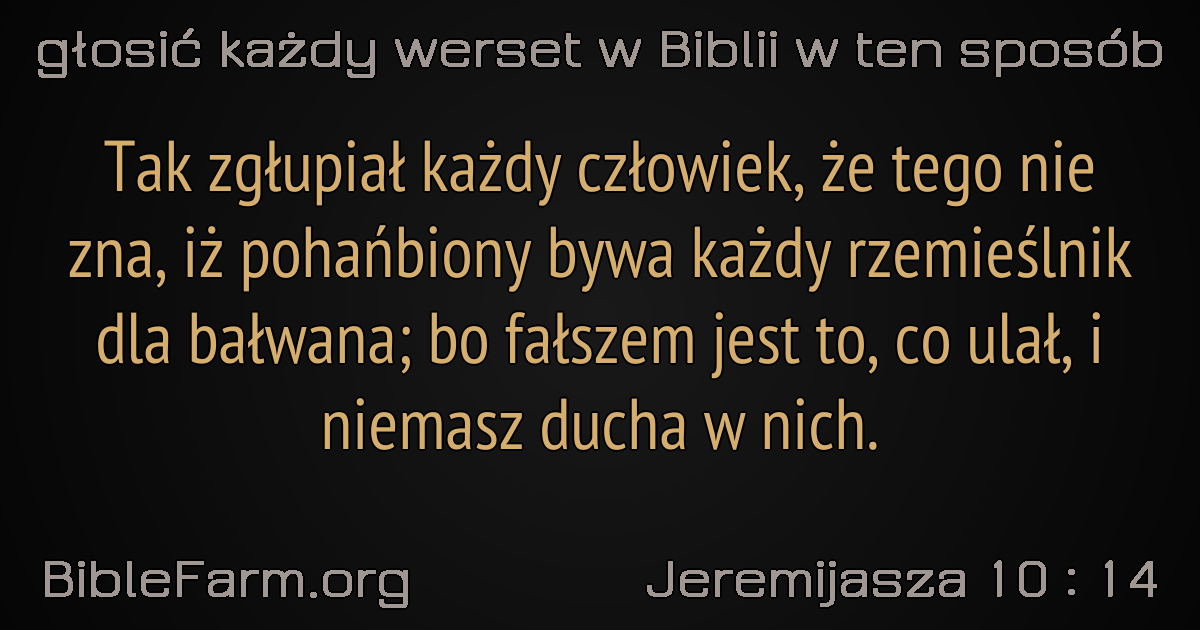 głosić każdy werset w Biblii w ten sposób
Tak zgłupiał każdy człowiek, że tego nie
zna, iż pohańbiony bywa każdy rzemieślnik
dla bałwana; bo fałszem jest to, co ulał, i
niemasz ducha w nich.
BibleFarm.org
Jeremijasza 10 : 14